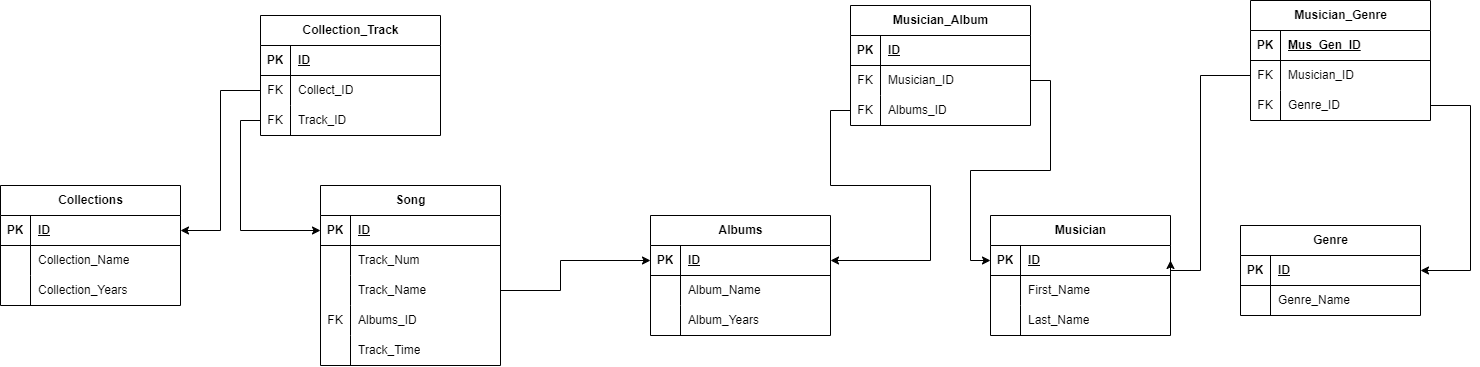 Collection_Track
PK ID
FK Collect_ID
FK Track_ID
Musician_Album
PK ID
FK Musician_ID
FK Albums_ID
Musician_Genre
PK Mus_Gen_ID
FK Musician_ID
FK Genre_ID
Collections
PK ID
Collection_Name
Collection_Years
Song
PK ID
Track_Num
Track_Name
FK Albums_ID
Track_Time
Albums
PK ID
Album_Name
Album_Years
Musician
PK ID
First_Name
Last_Name
Genre
PK ID
Genre_Name